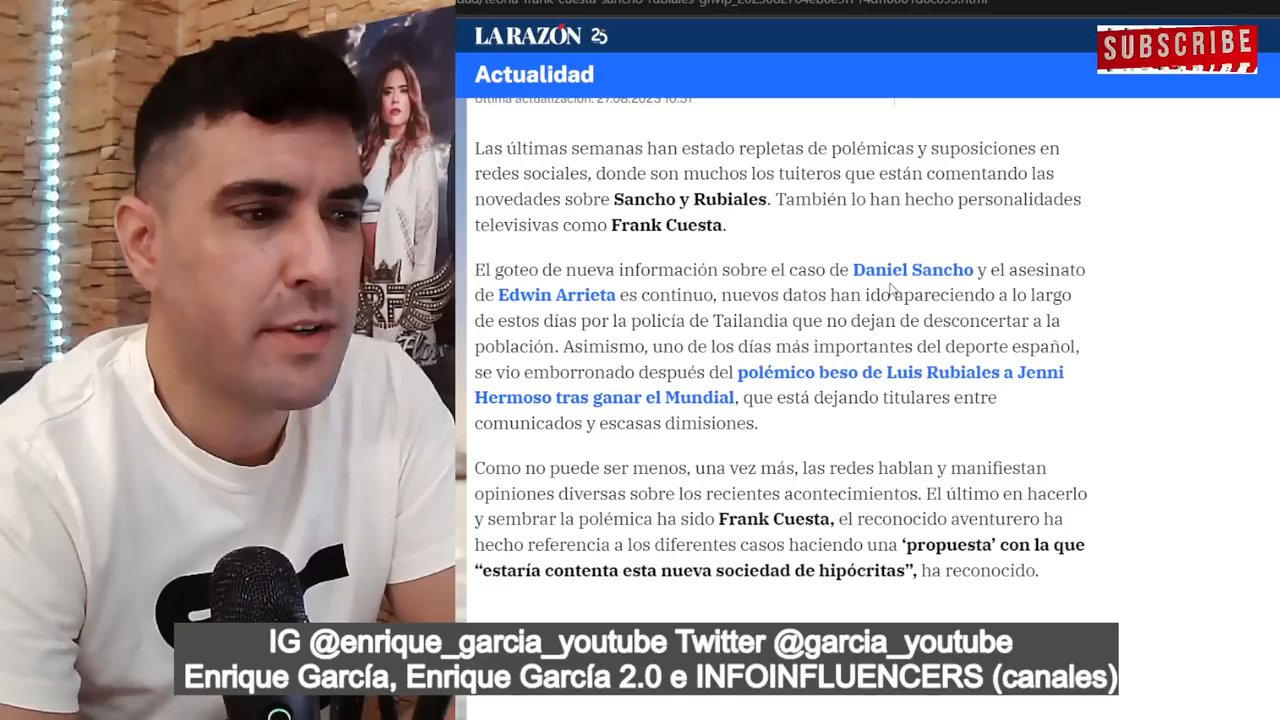 LA RAZÓN 25
SUBSCRIBE
Actualidad
Última actualización: 27.08.2023 10:51
Las últimas semanas han estado repletas de polémicas y suposiciones en
redes sociales, donde son muchos los tuiteros que están comentando las
novedades sobre Sancho y Rubiales. También lo han hecho personalidades
televisivas como Frank Cuesta.
El goteo de nueva información sobre el caso de Daniel Sancho y el asesinato
de Edwin Arrieta es continuo, nuevos datos han ido apareciendo a lo largo
de estos días por la policía de Tailandia que no dejan de desconcertar a la
población. Asimismo, uno de los días más importantes del deporte español,
se vio emborronado después del polémico beso de Luis Rubiales a Jenni
Hermoso tras ganar el Mundial, que está dejando titulares entre
comunicados y escasas dimisiones.
Como no puede ser menos, una vez más, las redes hablan y manifiestan
opiniones diversas sobre los recientes acontecimientos. El último en hacerlo
y sembrar la polémica ha sido Frank Cuesta, el reconocido aventurero ha
hecho referencia a los diferentes casos haciendo una ‘propuesta’ con la que
“estaría contenta esta nueva sociedad de hipócritas”, ha reconocido.
RF
Flow
IG @enrique_garcia_youtube Twitter @garcia_youtube
Enrique García, Enrique García 2.0 e INFOINFLUENCERS (canales)